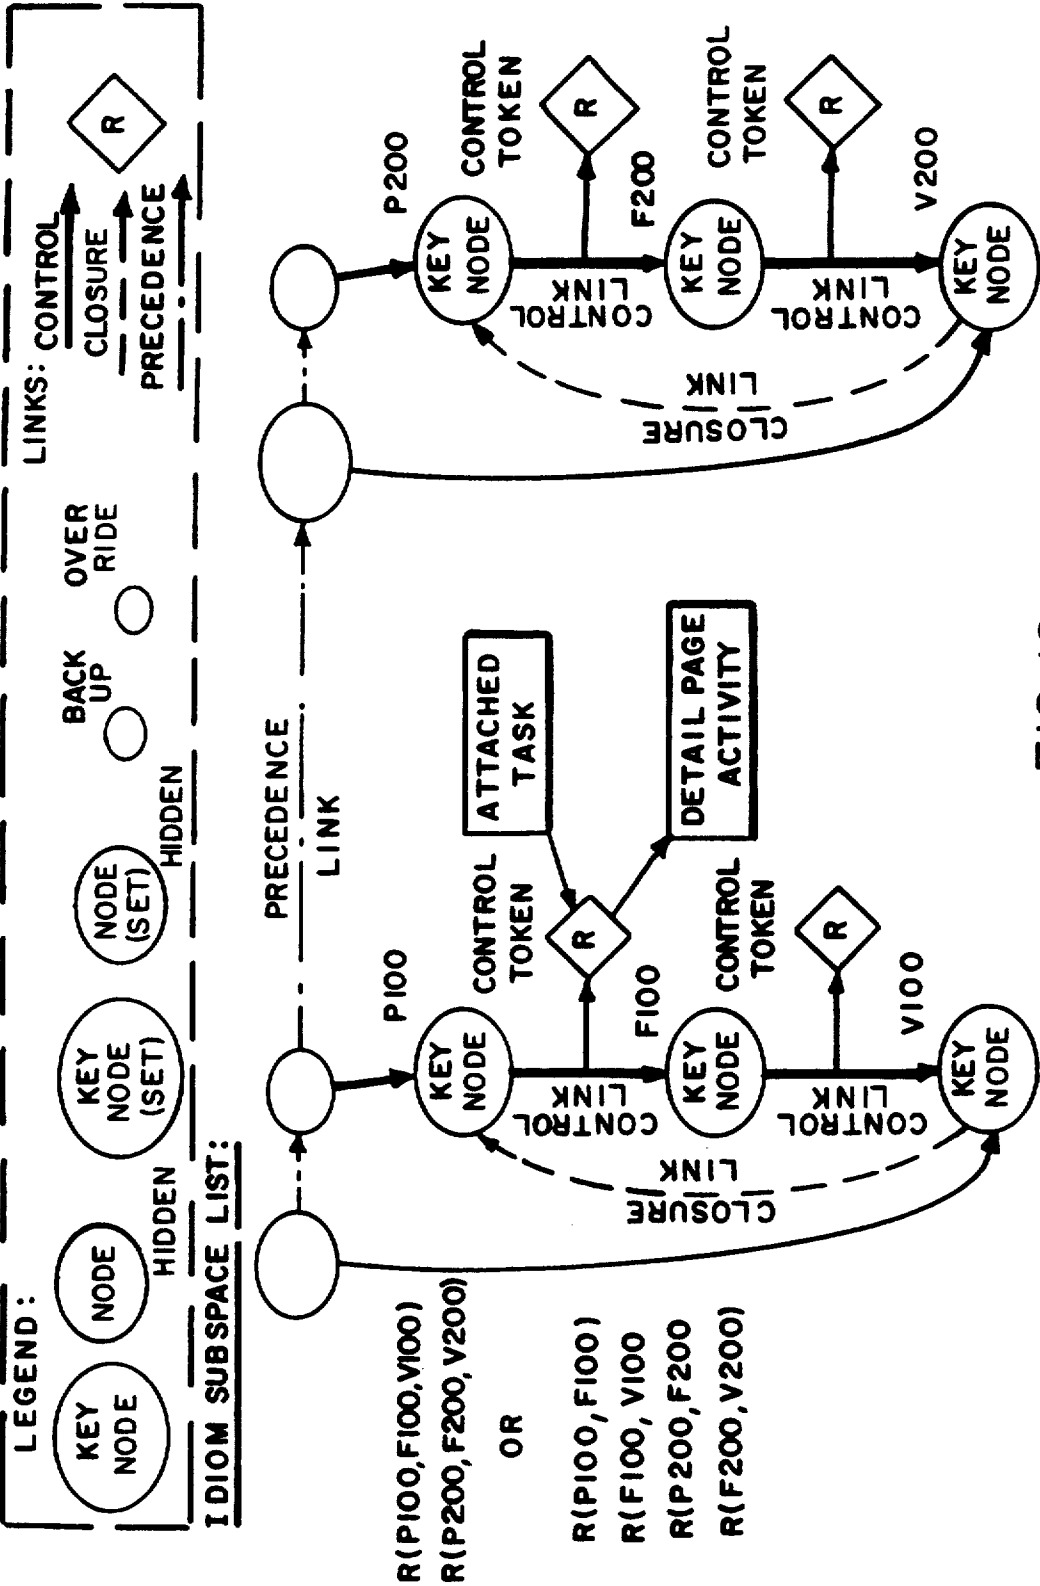 LEGEND:
KEY
NODE
NODE
HIDDEN
KEY
NODE
(SET)
NODE
(SET)
HIDDEN
BACK
UP
OVER
RIDE
LINKS:
CONTROL
CLOSURE
PRECEDENCE
R
IDIOM SUBSPACE LIST:
R(P100,F100,V100)
R(P200,F200,V200)
OR
R(P100,F100)
R(F100,V100
R(P200,F200
R(F200,V200)
PRECEDENCE
LINK
P100
KEY
NODE
CONTROL
TOKEN
R
ATTACHED
TASK
DETAIL PAGE
ACTIVITY
CONTROL
LINK
F100
KEY
NODE
CONTROL
TOKEN
R
CONTROL
LINK
V100
KEY
NODE
CLOSURE
LINK
P200
KEY
NODE
CONTROL
TOKEN
R
CONTROL
LINK
F200
KEY
NODE
CONTROL
TOKEN
R
CONTROL
LINK
V200
KEY
NODE
CLOSURE
LINK